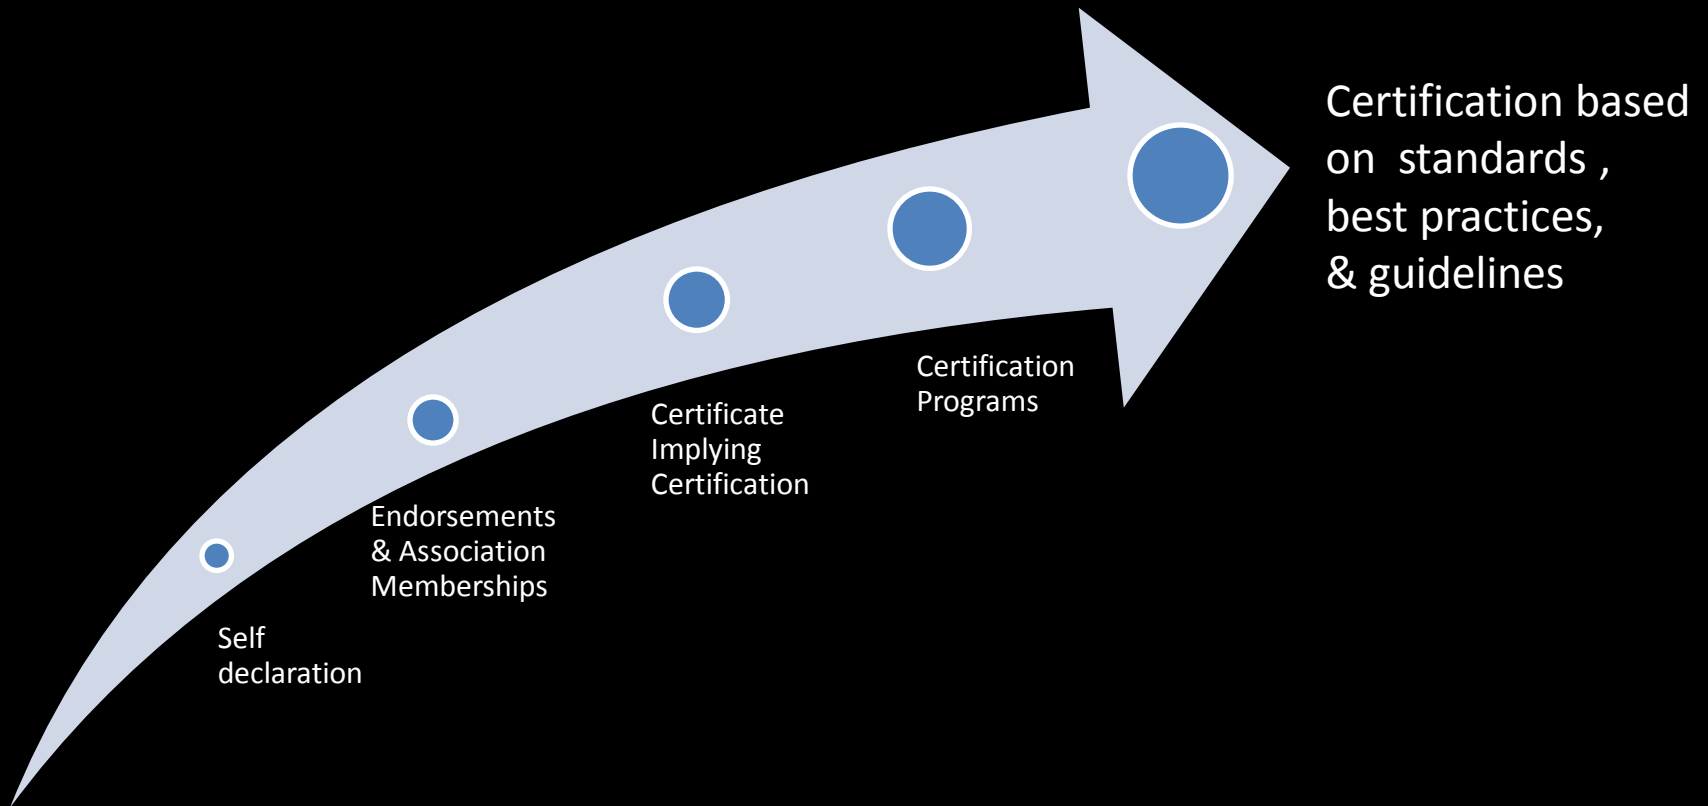 Self
declaration
Endorsements
& Association
Memberships
Certificate
Implying
Certification
Certification
Programs
Certification based
on  standards ,
best practices,
& guidelines